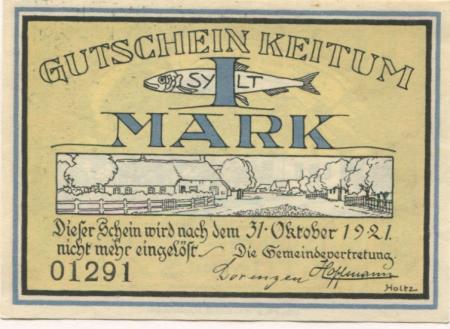 GUTSCHEIN KEITUM
SYLT
1
MARK
Dieser Schein wird nach dem 31. Oktober 1921.
nicht mehr eingelöst. Die Gemeindevertretung.
01291 Hoffmann
Holtz